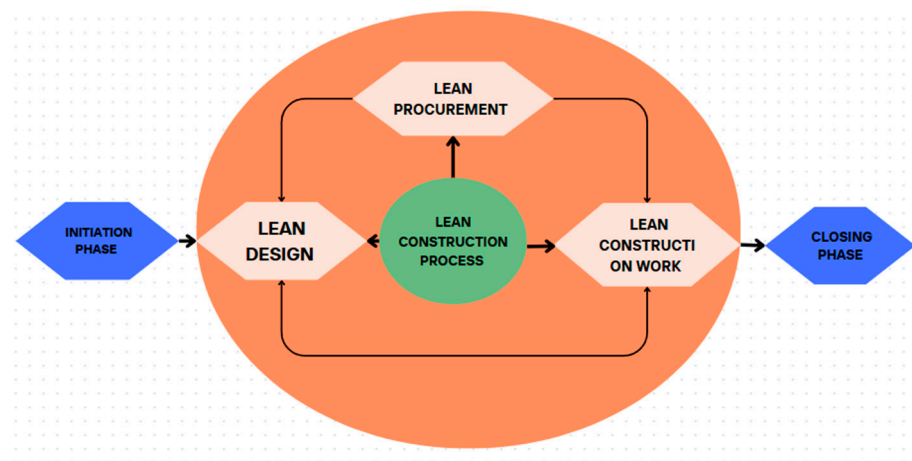 LEAN
PROCUREMENT
INITIATION
PHASE
LEAN
DESIGN
LEAN
CONSTRUCTION
PROCESS
LEAN
CONSTRUCTI
ON WORK
CLOSING
PHASE